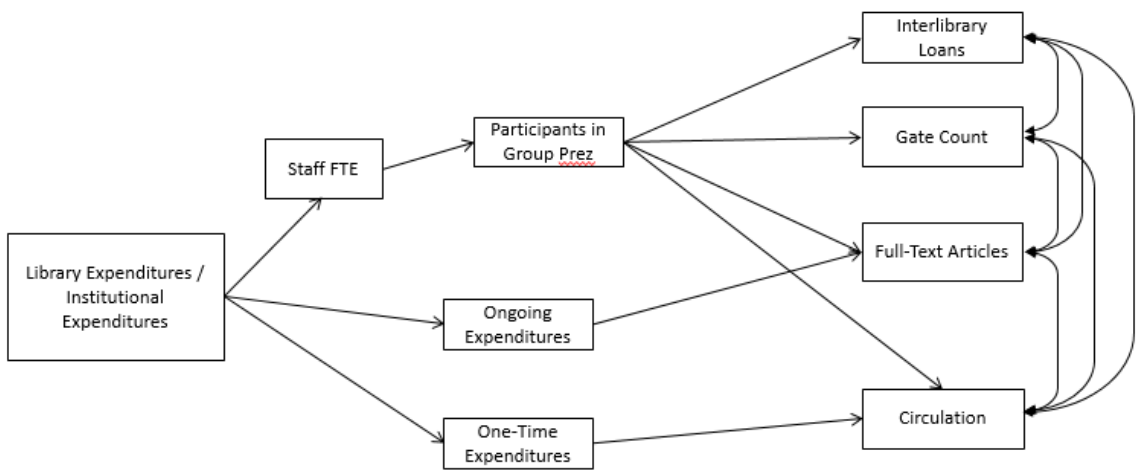 Interlibrary
Loans
Participants in
Group Prez
Gate Count
Staff FTE
Library Expenditures /
Institutional
Expenditures
Full-Text Articles
Ongoing
Expenditures
One-Time
Expenditures
Circulation